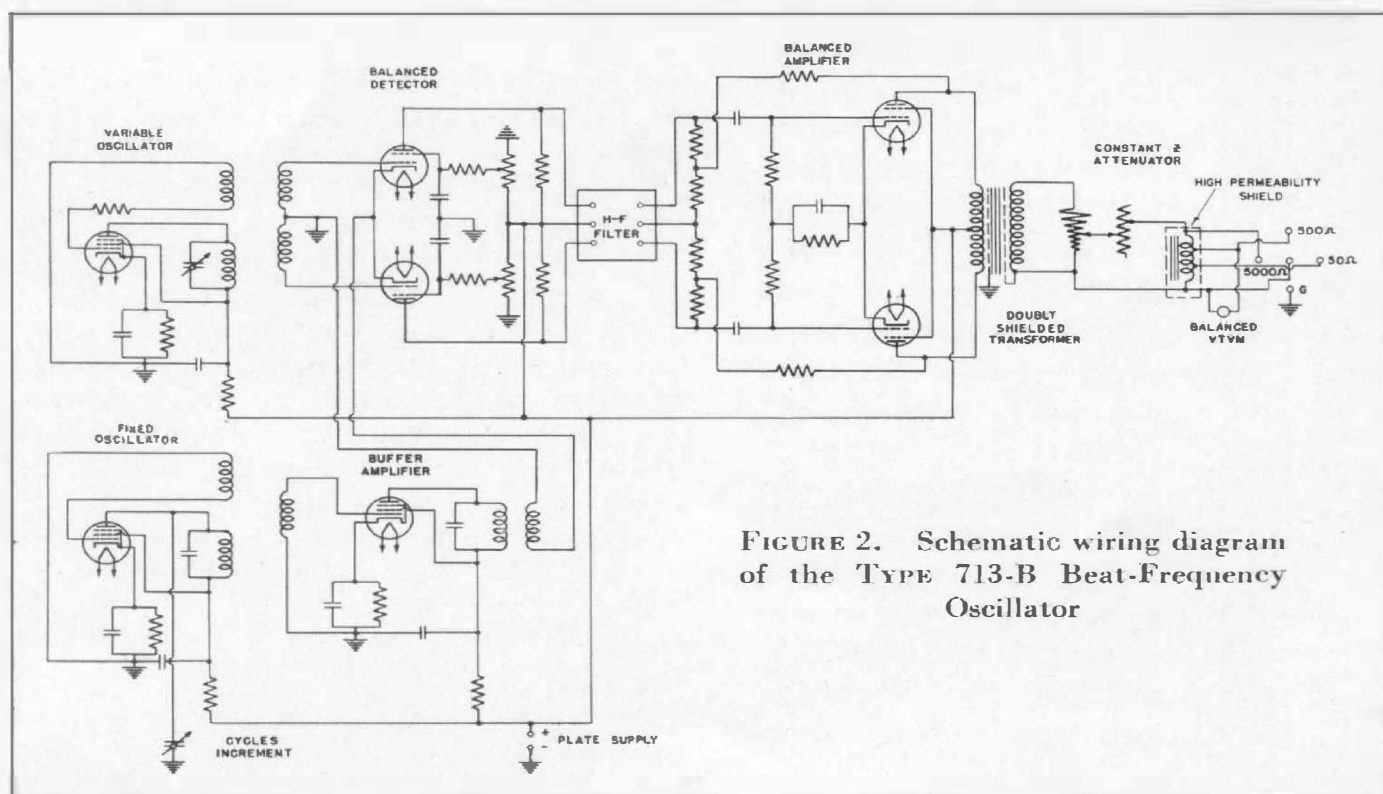 VARIABLE
OSCILLATOR
BALANCED
DETECTOR
H-F
FILTER
BALANCED
AMPLIFIER
CONSTANT Z
ATTENUATOR
HIGH PERMEABILITY
SHIELD
500Ω
50Ω
5000Ω
G
DOUBLY
SHIELDED
TRANSFORMER
BALANCED
VTVM
FIXED
OSCILLATOR
BUFFER
AMPLIFIER
CYCLES
INCREMENT
+
-
PLATE SUPPLY
FIGURE 2. Schematic wiring diagram
of the TYPE 713-B Beat-Frequency
Oscillator